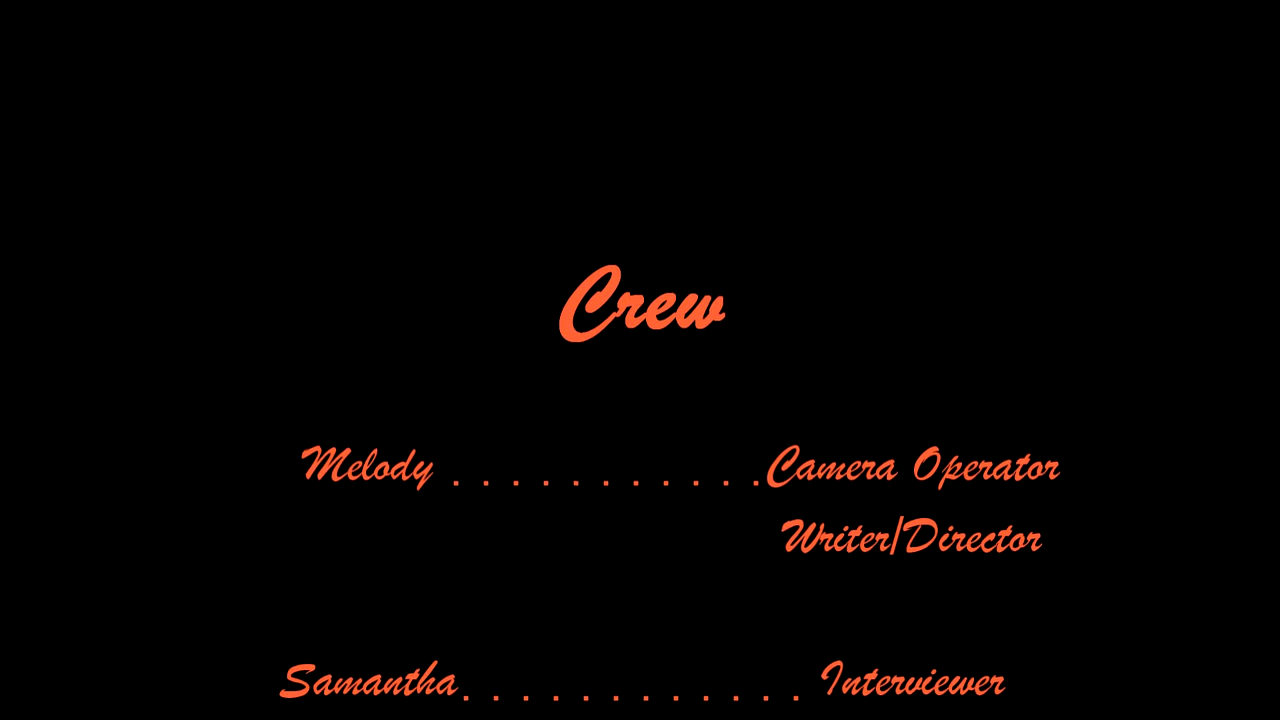 Crew
Melody . . . . . . . . . . .Camera Operator
Writer/Director
Samantha. . . . . . . . . . . . Interviewer